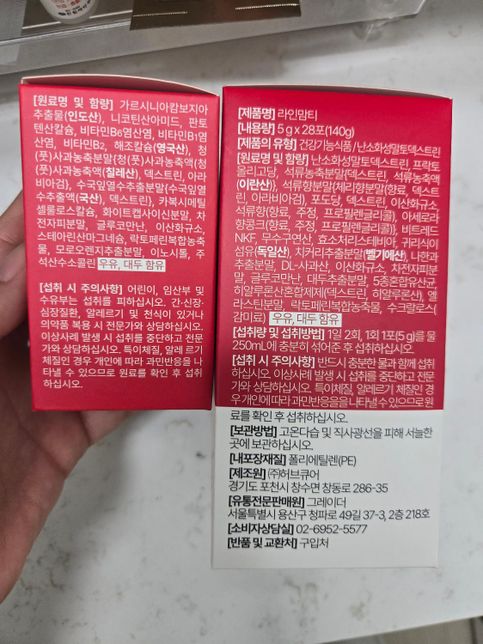 [원료명 및 함량] 가르시니아캄보지아
추출물(인도산), 니코틴산아미드, 판토
텐산칼슘, 비타민B6염산염, 비타민B1염
산염, 비타민B2, 해조칼슘(영국산), 청
(풋)사과농축분말{청(풋)사과농축액(청
(풋)사과농축액(칠레산), 덱스트린, 아라
비아검), 수국잎열수추출분말(수국잎열
수추출액(국산), 덱스트린), 카복시메틸
셀룰로스칼슘, 화이트캡사이신분말, 차
전자피분말, 글루코만난, 이산화규소,
스테아린산마그네슘, 락토페린복합농축
물, 모로오렌지추출분말, 이노시톨, 주
석산수소콜린 우유, 대두 함유
[섭취 시 주의사항] 어린이, 임산부 및
수유부는 섭취를 피하십시오. 간·신장·
심장질환, 알레르기 및 천식이 있거나
의약품 복용 시 전문가와 상담하십시오.
이상사례 발생 시 섭취를 중단하고 전문
가와 상담하십시오. 특이체질, 알레르기
체질인 경우 개인에 따라 과민반응을 나
타낼 수 있으므로 원료를 확인 후 섭취
하십시오.
[제품명] 라인맘티
[내용량] 5 g x 28포(140g)
[제품의 유형] 건강기능식품 / 난소화성말토덱스트린
[원료명 및 함량] 난소화성말토덱스트린, 프락토
올리고당, 석류농축분말{덱스트린, 석류농축액
(이란산)}, 석류향분말(체리향분말(향료, 덱스트
린, 아라비아검), 포도당, 덱스트린, 이산화규소,
석류향(향료, 주정, 프로필렌글리콜), 아세로라
향콩크(향료, 주정, 프로필렌글리콜)}, 비트레드
NKF, 무수구연산, 효소처리스테비아, 귀리식이
섬유(독일산), 치커리추출분말(벨기에산), 나한과
추출분말, DL-사과산, 이산화규소, 차전자피분
말, 글루코만난, 대두추출분말, 5종혼합유산균,
히알루론산혼합제제(덱스트린, 히알루론산), 엘
라스틴분말, 락토페린복합농축물, 수크랄로스(
감미료) 우유, 대두 함유
[섭취량 및 섭취방법] 1일 2회, 1회 1포(5g)를 물
250mL에 충분히 섞어준 후 섭취하십시오.
[섭취 시 주의사항] 반드시 충분한 물과 함께 섭취
하십시오. 이상사례 발생 시 섭취를 중단하고 전문
가와 상담하십시오. 특이체질, 알레르기 체질인 경
우 개인에 따라 과민반응을 나타낼 수 있으므로 원
료를 확인 후 섭취하십시오.
[보관방법] 고온다습 및 직사광선을 피해 서늘한
곳에 보관하십시오.
[내포장재질] 폴리에틸렌(PE)
[제조원] (주)허브큐어
경기도 포천시 창수면 창동로 286-35
[유통전문판매원] 그레이더
서울특별시 용산구 청파로 49길 37-3, 2층 218호
[소비자상담실] 02-6952-5577
[반품 및 교환처] 구입처